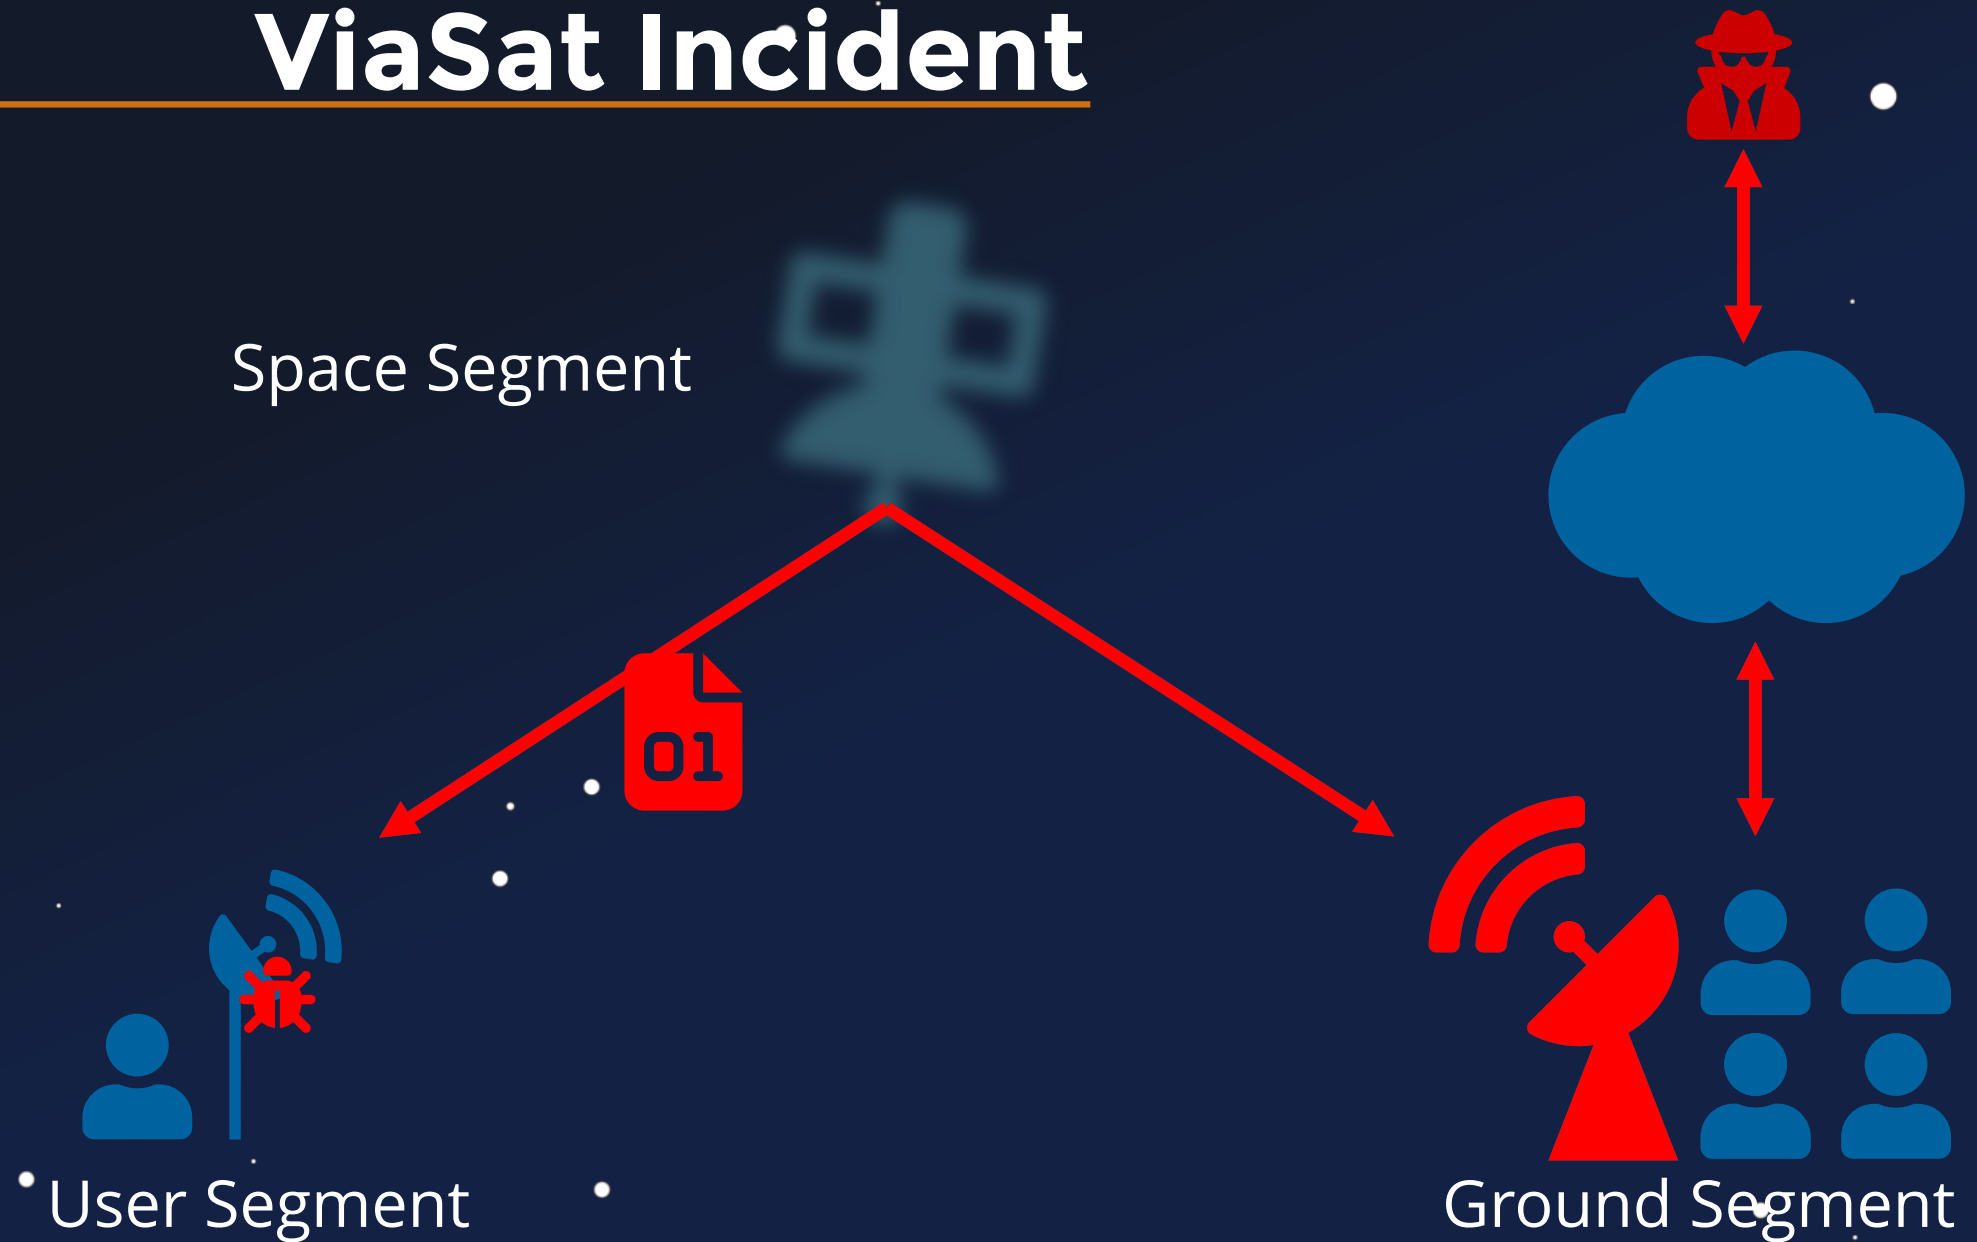 ViaSat Incident
Space Segment
01
User Segment
Ground Segment